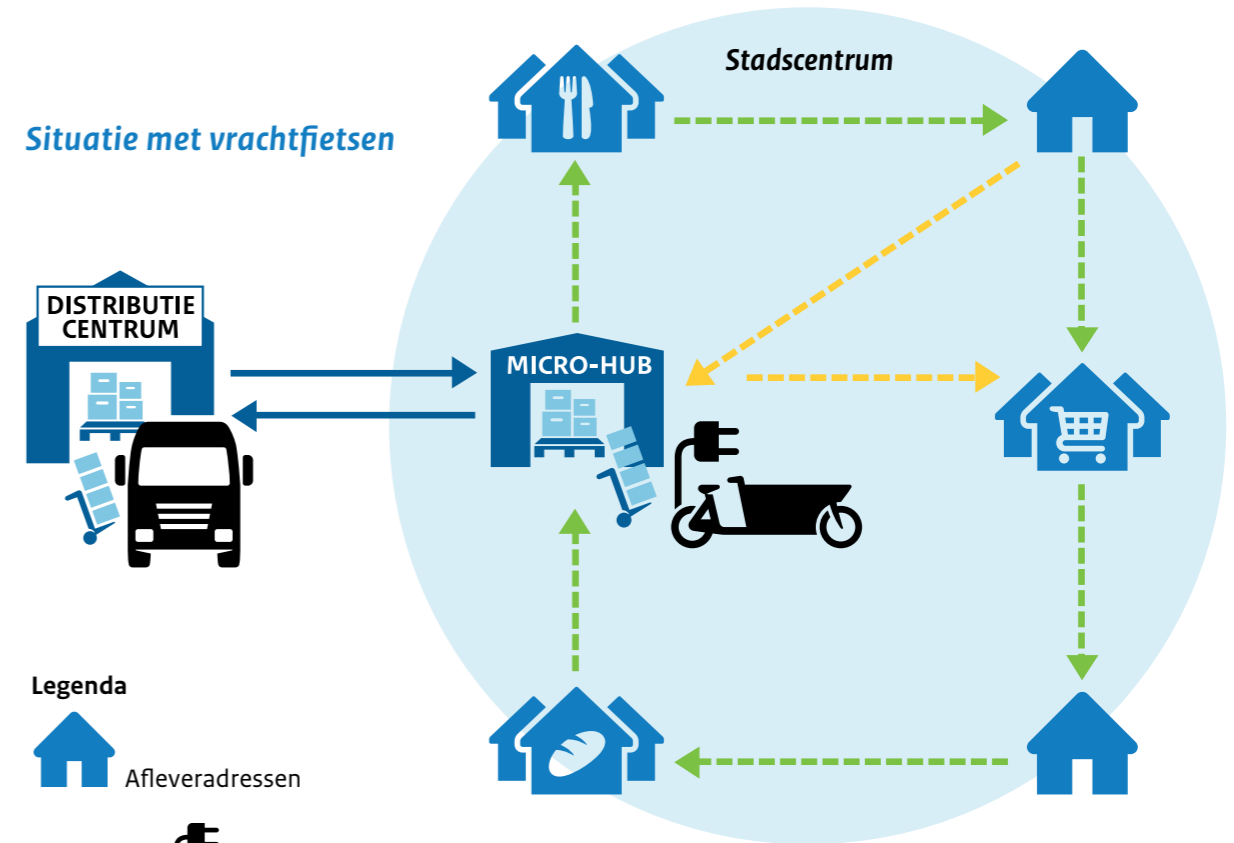 Stadscentrum
Situatie met vrachtfietsen
DISTRIBUTIE
CENTRUM
MICRO-HUB
Legenda
Afleveradressen